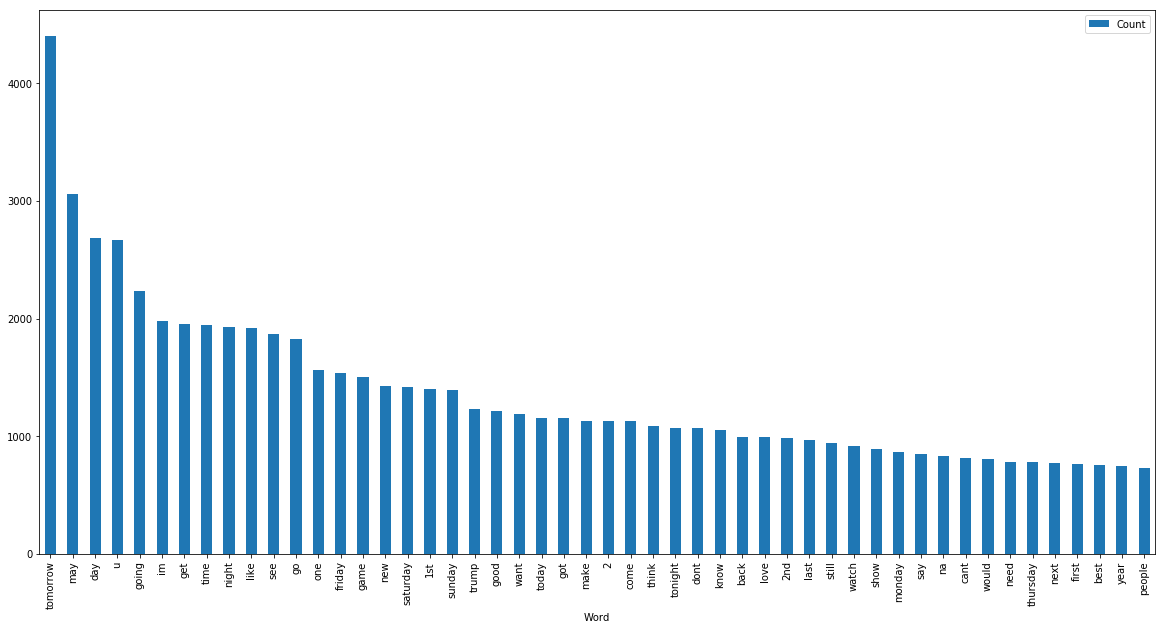 Count
4000
3000
2000
1000
0
tomorrow
may
day
u
going
im
get
time
night
like
see
go
one
friday
game
new
saturday
1st
sunday
trump
good
want
today
got
make
2
come
think
tonight
dont
know
back
love
2nd
last
still
watch
show
monday
say
na
cant
would
need
thursday
next
first
best
year
people
Word